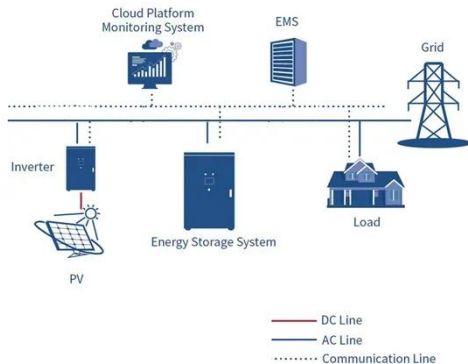 Cloud Platform
Monitoring System
EMS
Grid
Inverter
Energy Storage System
Load
PV
DC Line
AC Line
Communication Line